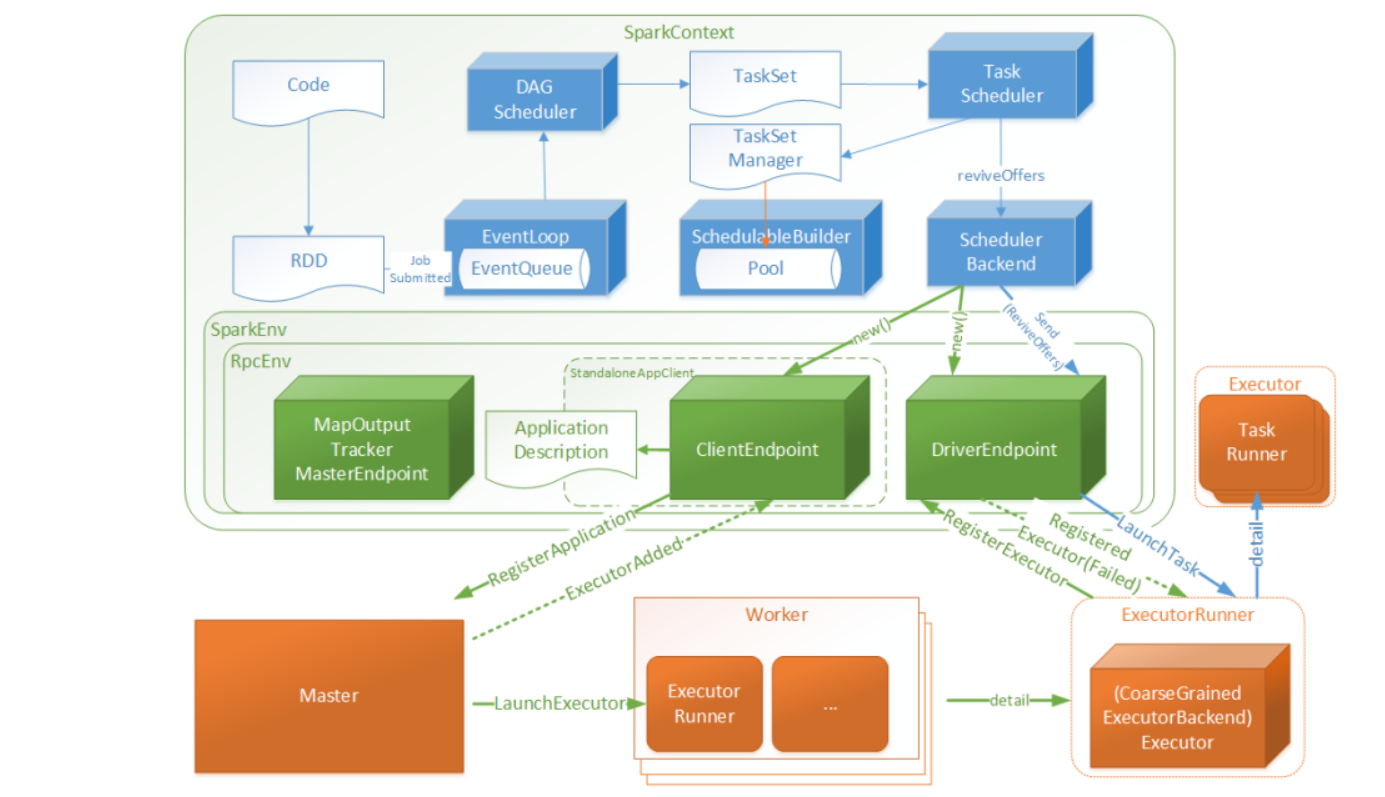 SparkContext
Code
DAG
Scheduler
TaskSet
Task
Scheduler
TaskSet
Manager
reviveOffers
RDD
Job
Submitted
EventLoop
EventQueue
SchedulableBuilder
Pool
Scheduler
Backend
SparkEnv
new()
new()
Send
(ReviveOffers)
RpcEnv
StandaloneAppClient
MapOutput
Tracker
MasterEndpoint
Application
Description
ClientEndpoint
DriverEndpoint
Executor
Task
Runner
RegisterApplication
ExecutorAdded
RegisterExecutor
Registered
Executor(Failed)
LaunchTask
detail
Master
LaunchExecutor
Worker
Executor
Runner
...
detail
ExecutorRunner
(CoarseGrained
ExecutorBackend)
Executor